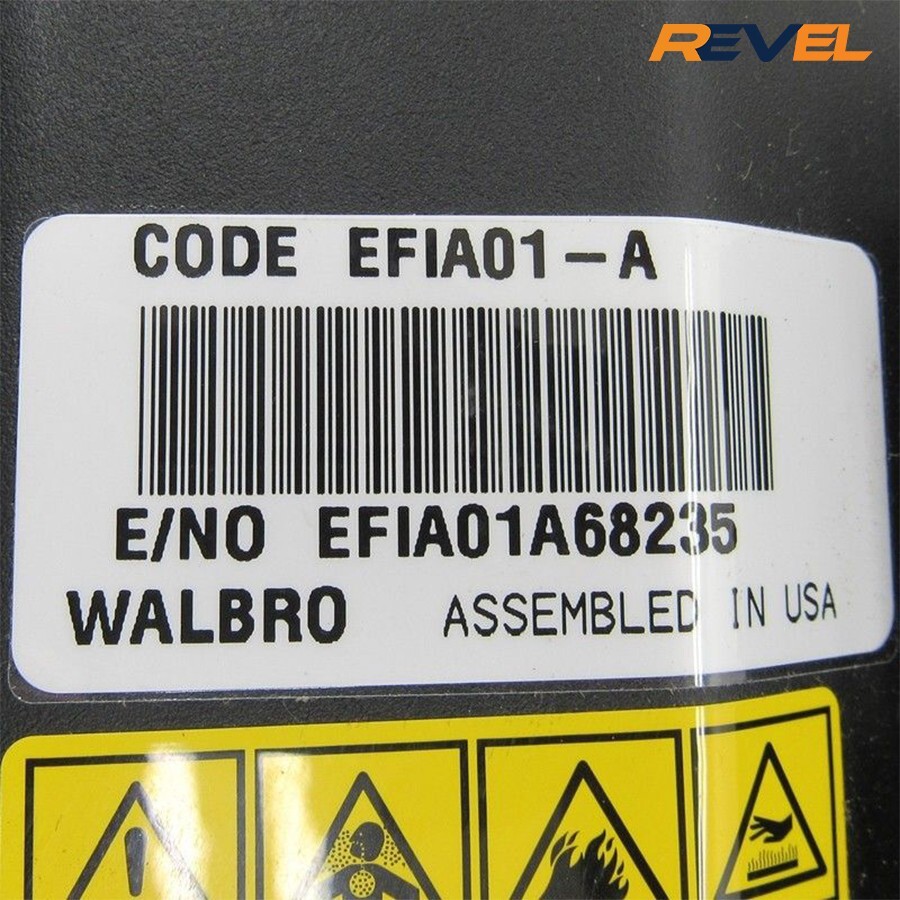 REVEL
CODE EFIA01-A
E/NO EFIA01A68235
WALBRO ASSEMBLED IN USA